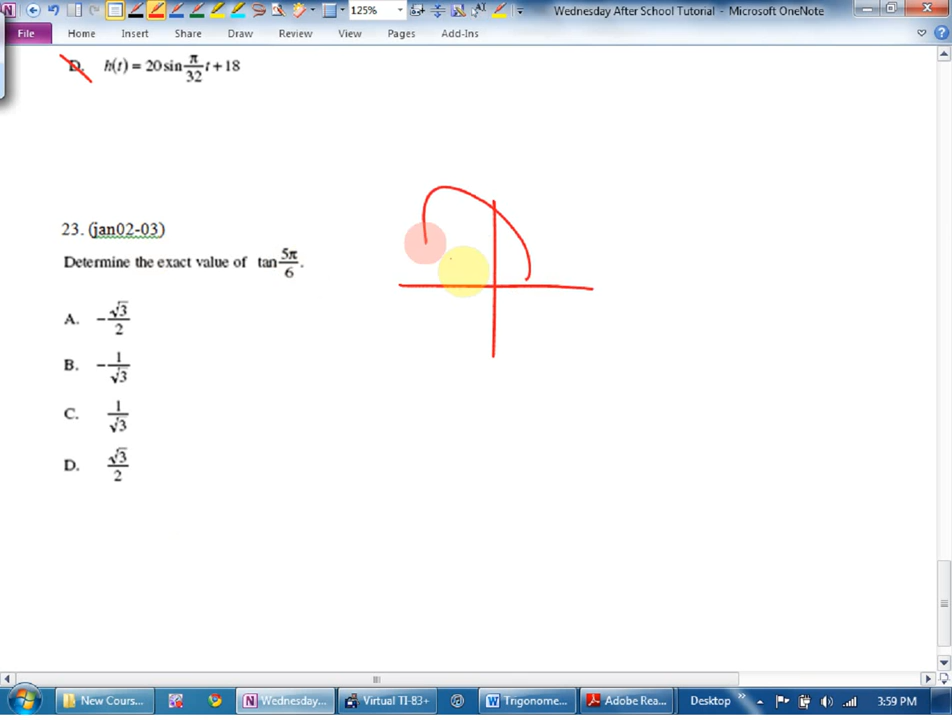 125%
Wednesday After School Tutorial - Microsoft OneNote
File Home Insert Share Draw Review View Pages Add-Ins
D. h(t) = 20 sin π/32 t + 18
23. (jan02-03)
Determine the exact value of tan 5π/6.
A. -√3/2
B. -1/√3
C. 1/√3
D. √3/2
New Cours... Wednesday... Virtual TI-83+ Trigonome... Adobe Rea... Desktop » 3:59 PM